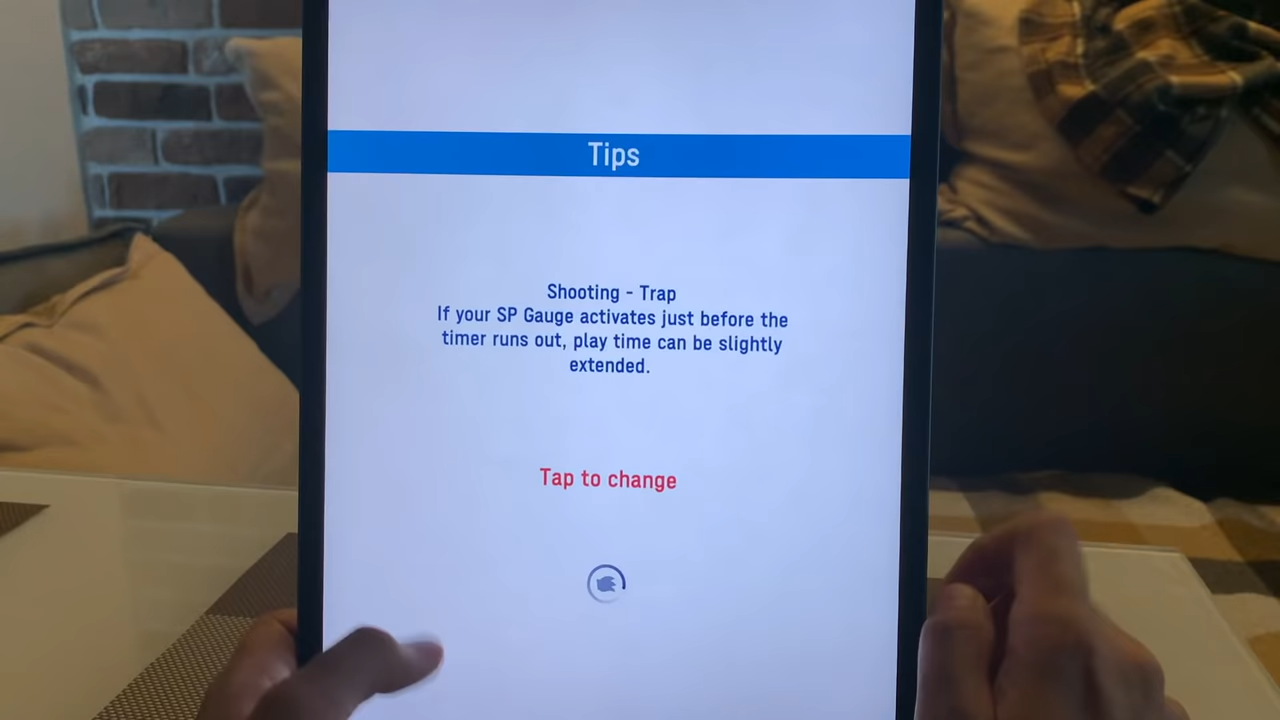 Tips
Shooting - Trap
If your SP Gauge activates just before the
timer runs out, play time can be slightly
extended.
Tap to change